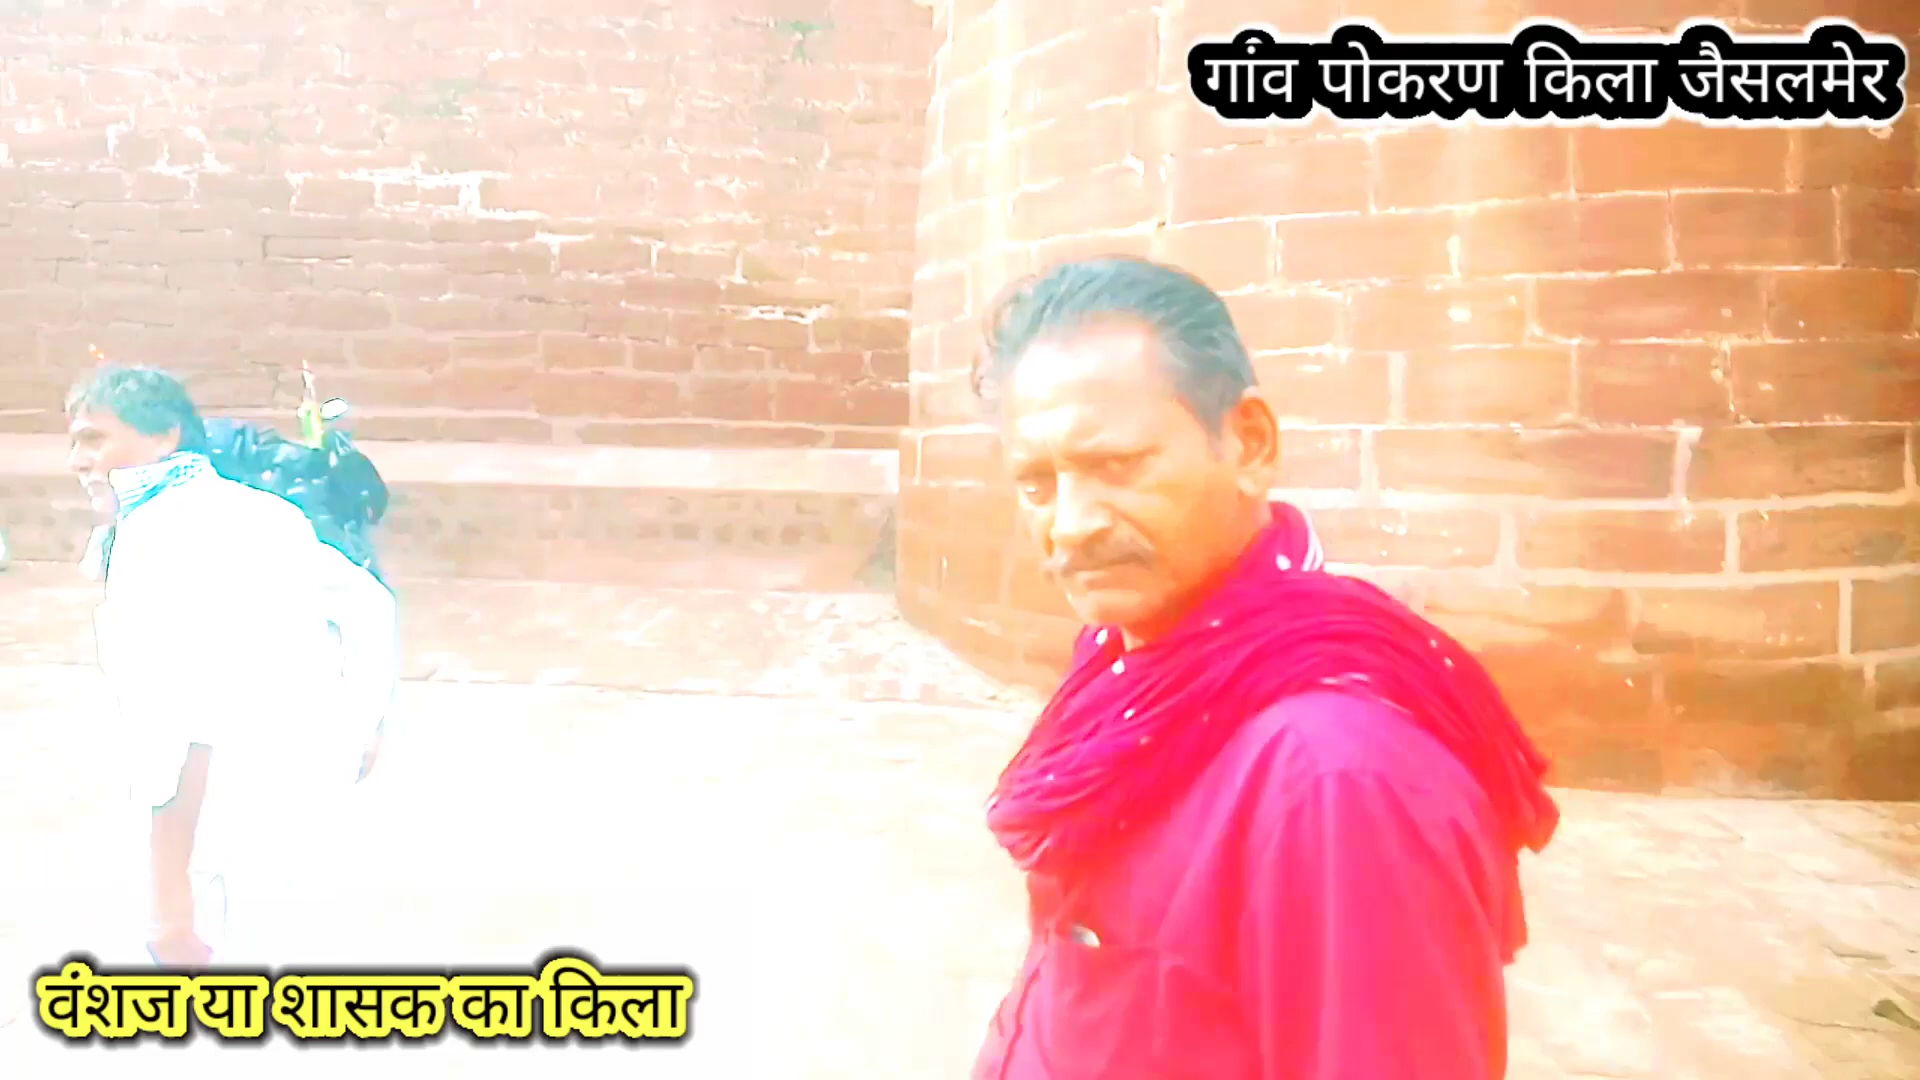 गांव पोकरण किला जैसलमेर
वंशज या शासक का किला